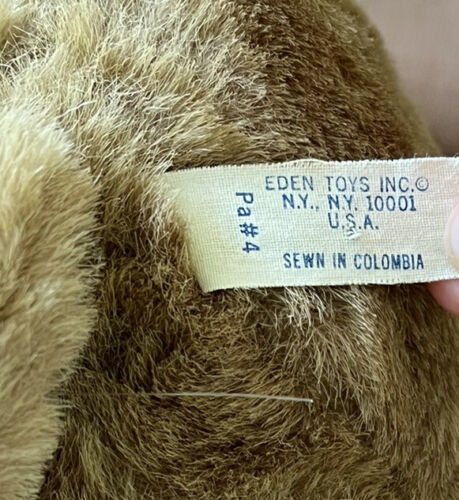 EDEN TOYS INC.©
N.Y., N.Y. 10001
U.S.A.
SEWN IN COLOMBIA
Pa#4